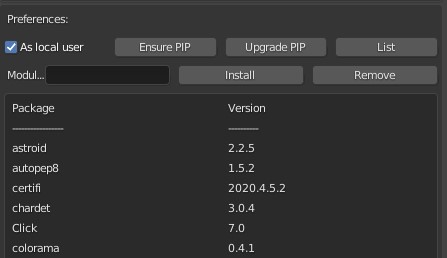 Preferences:
As local user Ensure PIP Upgrade PIP List
Modul... Install Remove
Package Version
---------------- ----------
astroid 2.2.5
autopep8 1.5.2
certifi 2020.4.5.2
chardet 3.0.4
Click 7.0
colorama 0.4.1